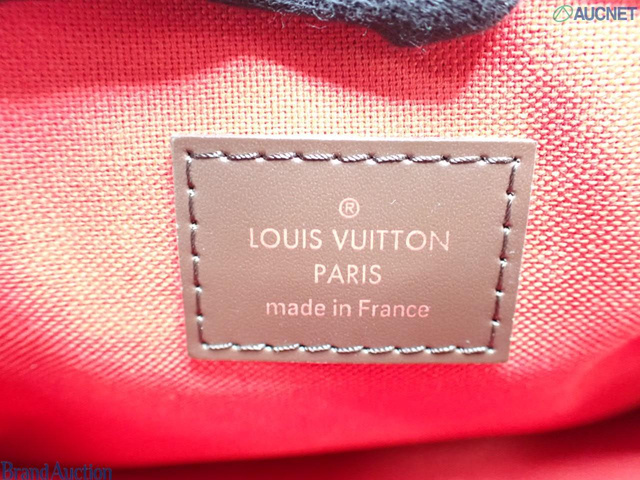 AUCNET
®
LOUIS VUITTON
PARIS
made in France
Brand Auction